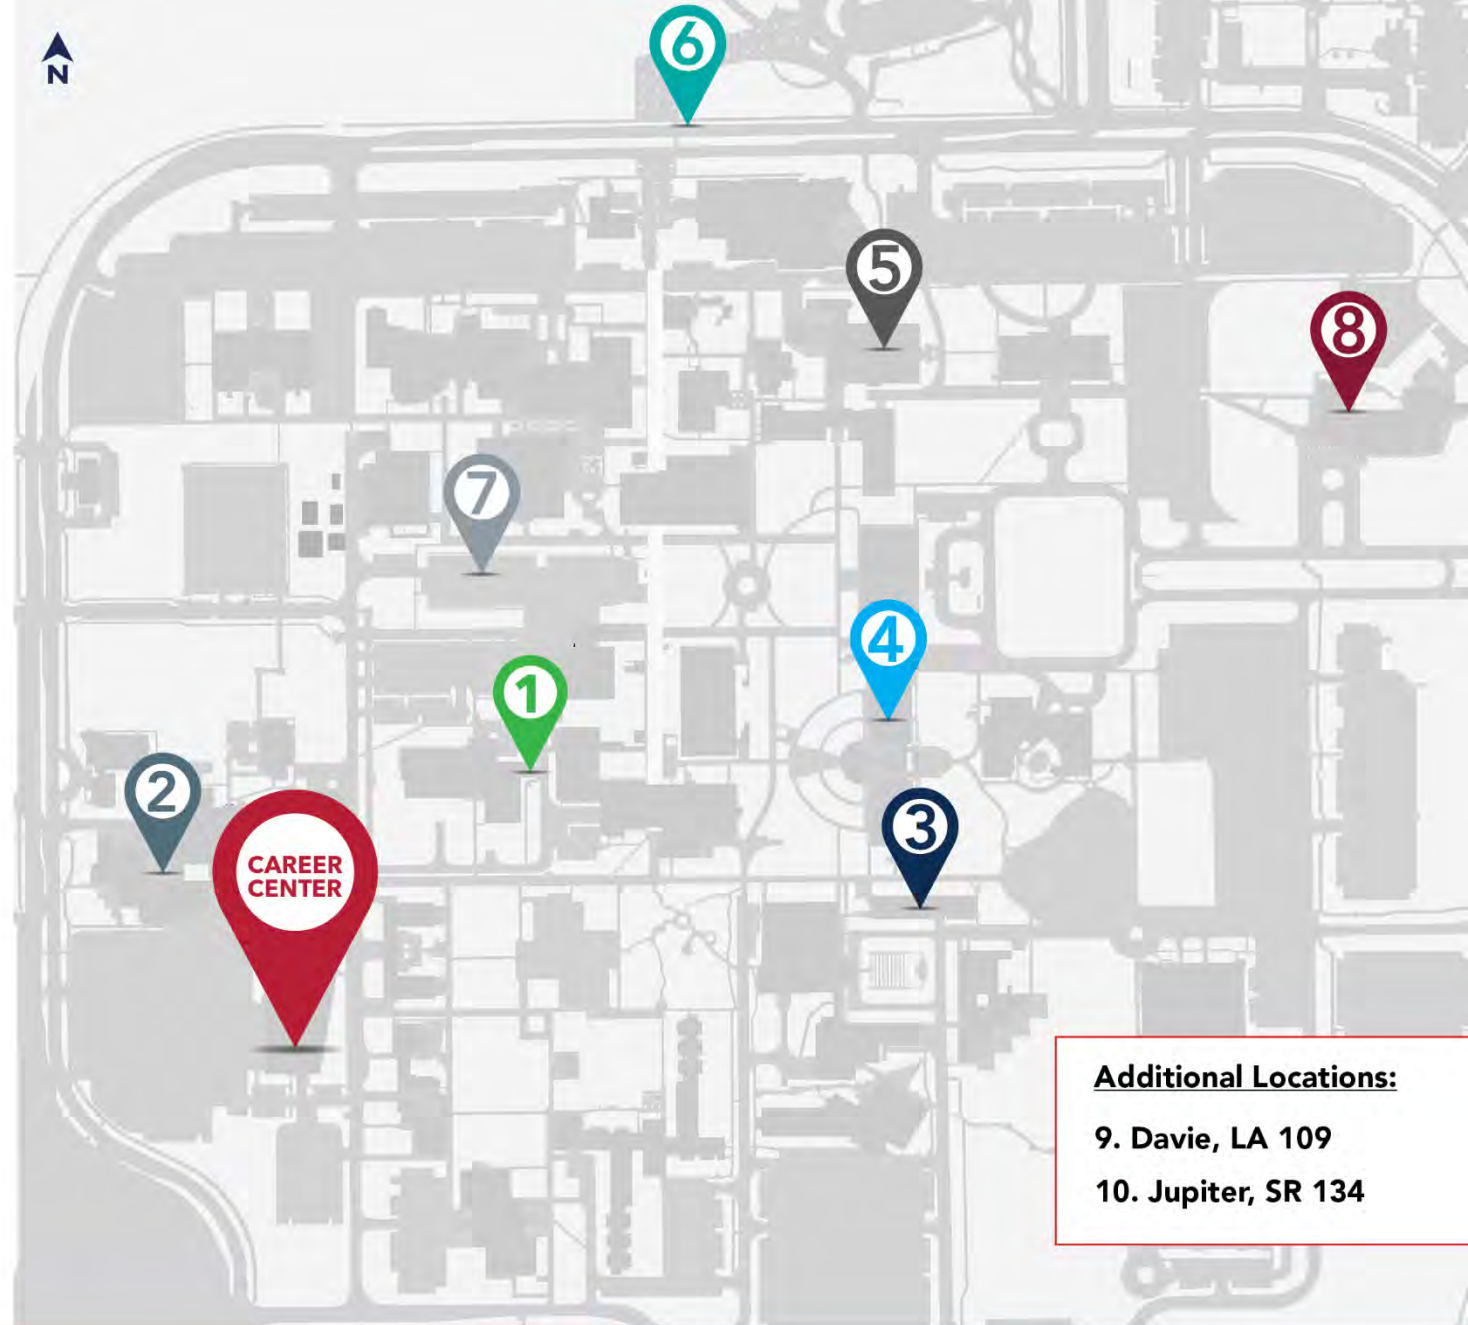 N
6
5
8
7
4
1
2
3
CAREER
CENTER
Additional Locations:
9. Davie, LA 109
10. Jupiter, SR 134